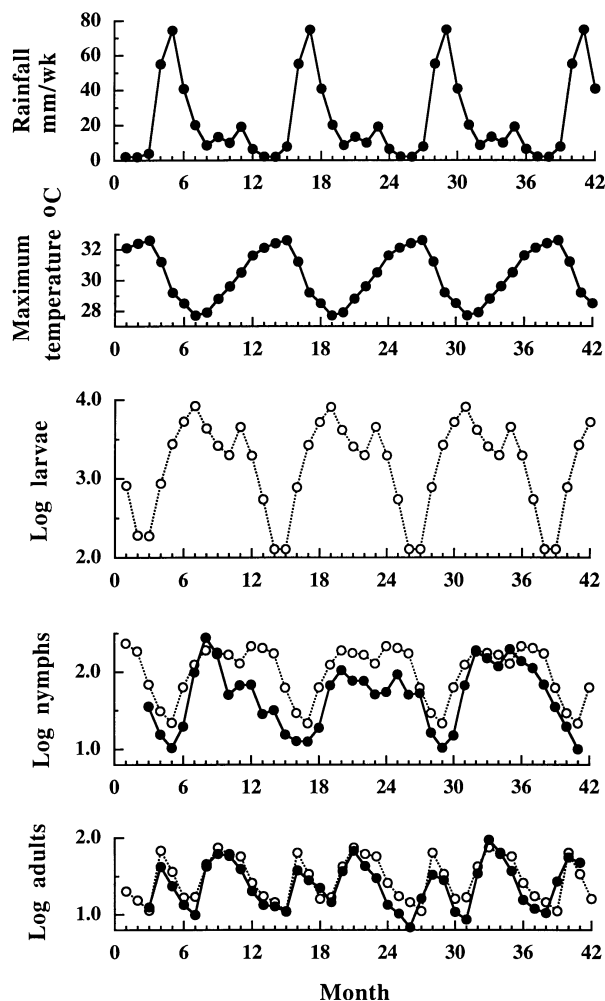 Rainfall
mm/wk
80
60
40
20
0
0 6 12 18 24 30 36 42
Maximum
temperature °C
32
30
28
0 6 12 18 24 30 36 42
Log larvae
4.0
3.0
2.0
0 6 12 18 24 30 36 42
Log nymphs
2.0
1.0
0 6 12 18 24 30 36 42
Log adults
2.0
1.0
0 6 12 18 24 30 36 42
Month